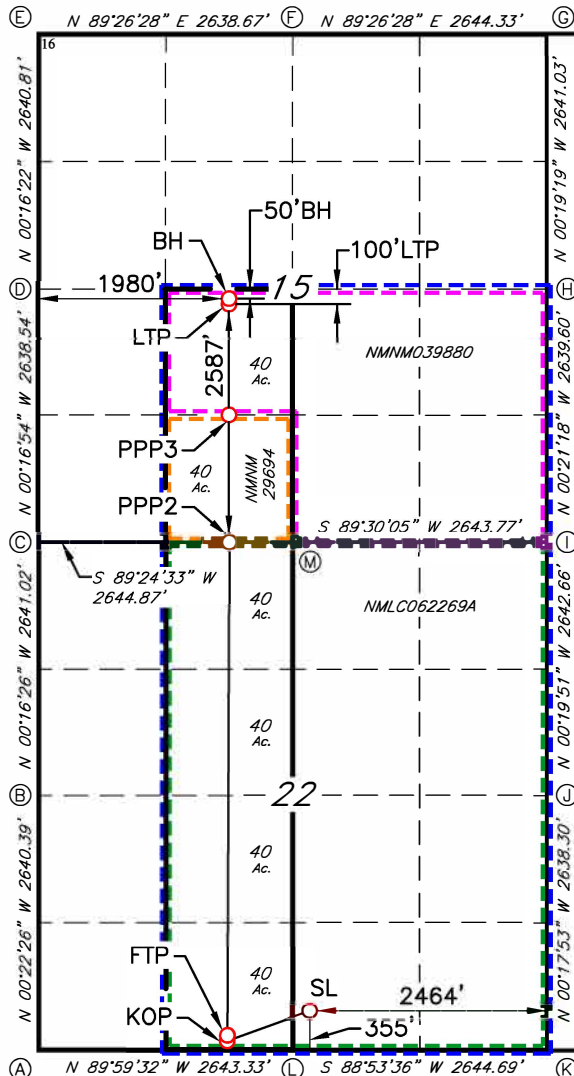 E N 89°26'28" E 2638.67' F N 89°26'28" E 2644.33' G
16
N 00°16'22" W 2640.81'
N 00°19'19" W 2641.03'
50'BH
BH
100'LTP
D
1980'
15
H
LTP
40
Ac.
NMNM039880
2587'
N 00°16'54" W 2638.54'
N 00°21'18" W 2639.60'
PPP3
40
Ac.
NMNM
29694
PPP2
S 89°30'05" W 2643.77'
C
I
M
S 89°24'33" W
2644.87'
40
Ac.
NMLC062269A
N 00°16'26" W 2641.02'
N 00°19'51" W 2642.66'
40
Ac.
B
22
J
40
Ac.
N 00°22'26" W 2640.39'
N 00°17'53" W 2638.30'
FTP
40
Ac.
SL
2464'
KOP
355'
A N 89°59'32" W 2643.33' L S 88°53'36" W 2644.69' K